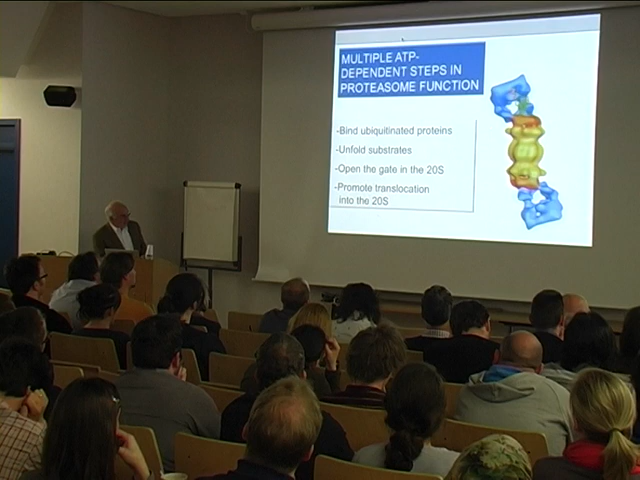 MULTIPLE ATP-
DEPENDENT STEPS IN
PROTEASOME FUNCTION
-Bind ubiquitinated proteins
-Unfold substrates
-Open the gate in the 20S
-Promote translocation
into the 20S